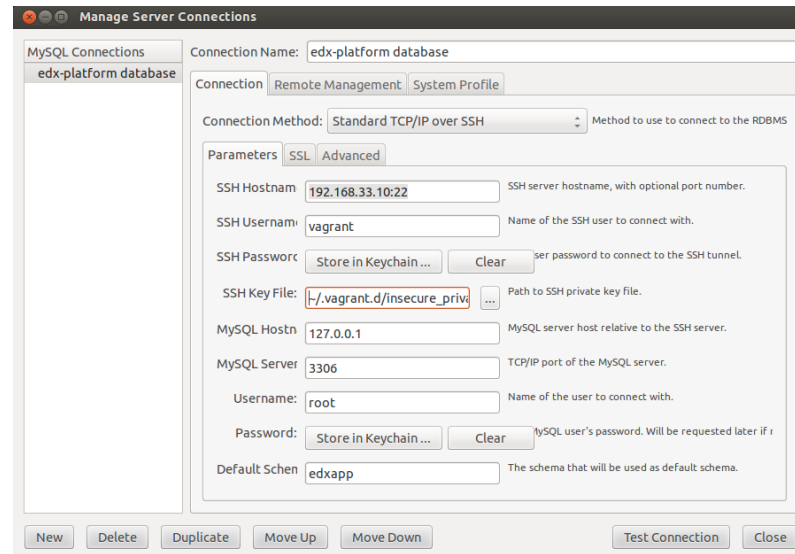 Manage Server Connections
MySQL Connections
edx-platform database
Connection Name: edx-platform database
Connection Remote Management System Profile
Connection Method: Standard TCP/IP over SSH Method to use to connect to the RDBMS
Parameters SSL Advanced
SSH Hostnam 192.168.33.10:22 SSH server hostname, with optional port number.
SSH Usernam vagrant Name of the SSH user to connect with.
SSH Password Store in Keychain ... Clear ser password to connect to the SSH tunnel.
SSH Key File: ~/.vagrant.d/insecure_priva ... Path to SSH private key file.
MySQL Hostn 127.0.0.1 MySQL server host relative to the SSH server.
MySQL Server 3306 TCP/IP port of the MySQL server.
Username: root Name of the user to connect with.
Password: Store in Keychain ... Clear MySQL user's password. Will be requested later if
Default Schen edxapp The schema that will be used as default schema.
New Delete Duplicate Move Up Move Down Test Connection Close